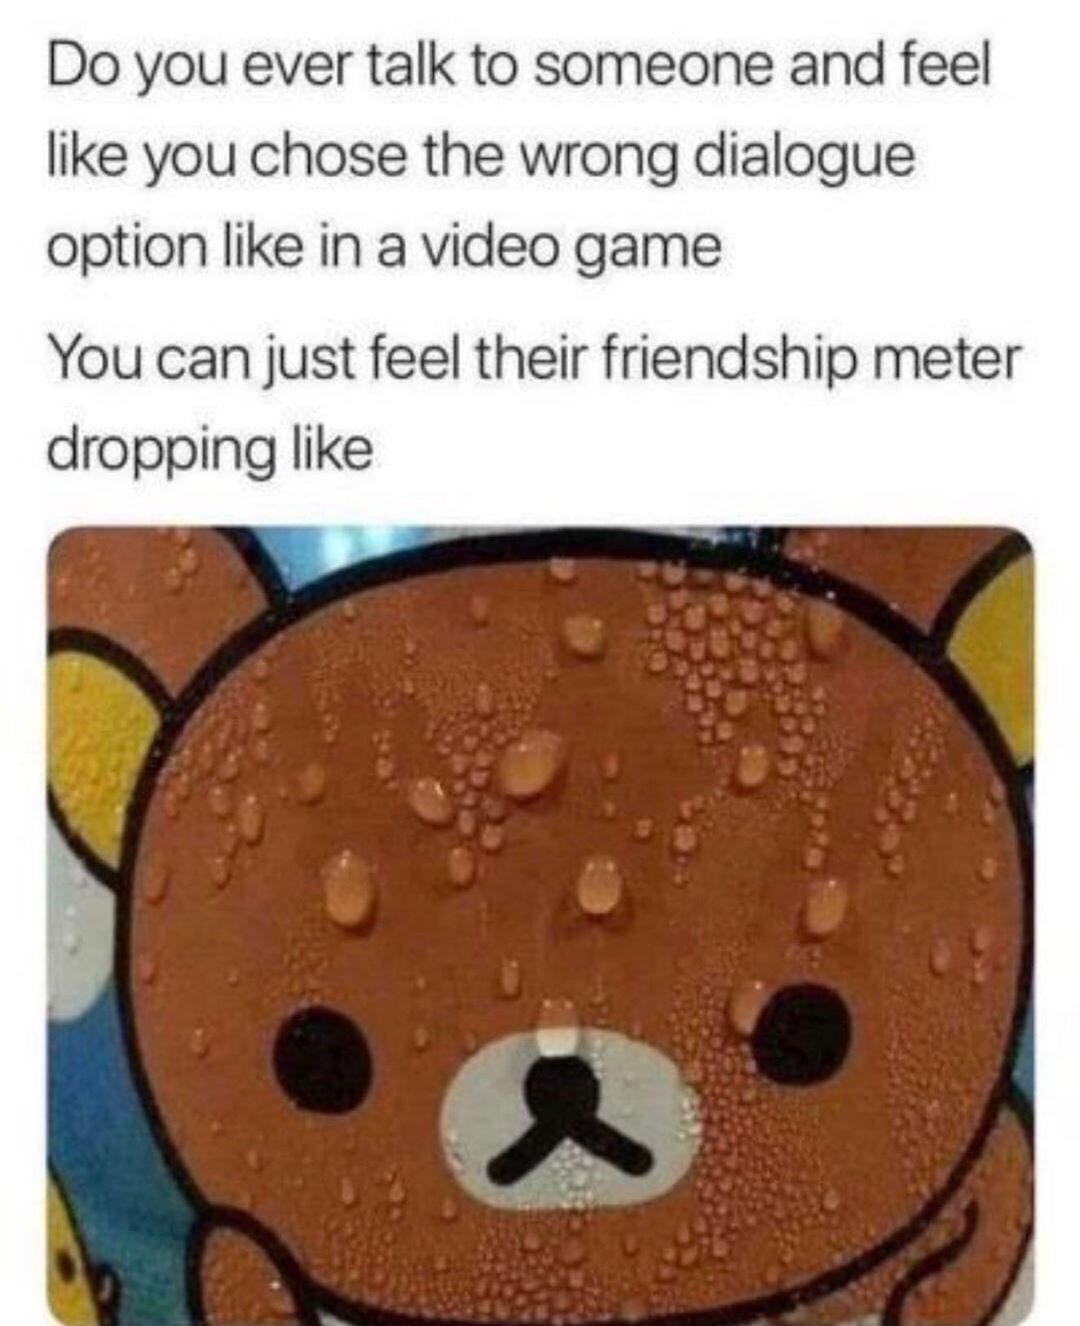 Do you ever talk to someone and feel
like you chose the wrong dialogue
option like in a video game
You can just feel their friendship meter
dropping like